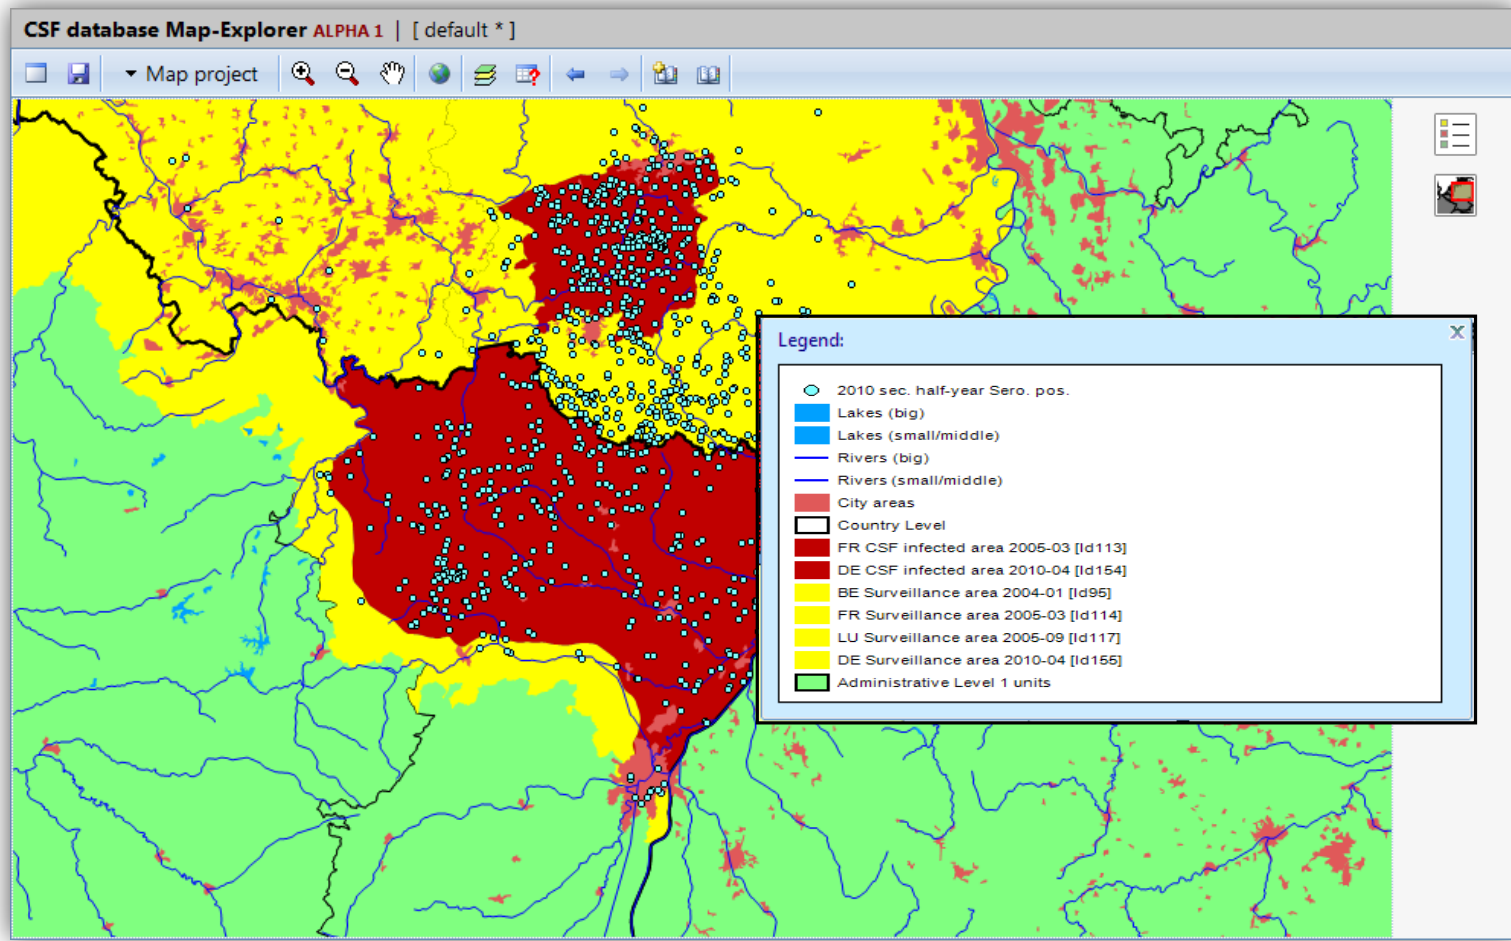 CSF database Map-Explorer ALPHA 1 | [ default * ]
Map project
Legend:
2010 sec. half-year Sero. pos.
Lakes (big)
Lakes (small/middle)
Rivers (big)
Rivers (small/middle)
City areas
Country Level
FR CSF infected area 2005-03 [Id113]
DE CSF infected area 2010-04 [Id154]
BE Surveillance area 2004-01 [Id95]
FR Surveillance area 2005-03 [Id114]
LU Surveillance area 2005-09 [Id117]
DE Surveillance area 2010-04 [Id155]
Administrative Level 1 units